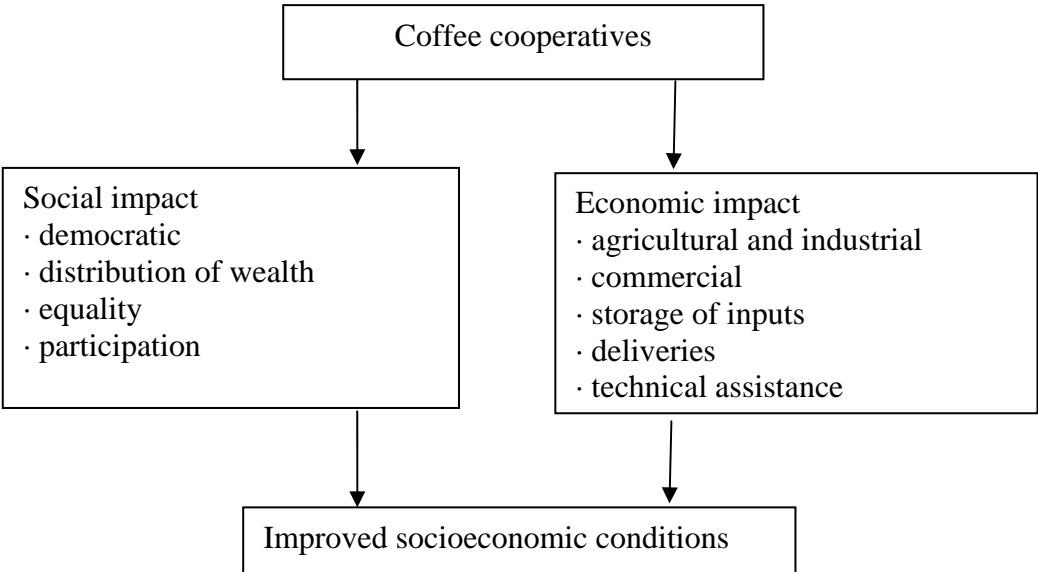 Coffee cooperatives
Social impact
· democratic
· distribution of wealth
· equality
· participation
Economic impact
· agricultural and industrial
· commercial
· storage of inputs
· deliveries
· technical assistance
Improved socioeconomic conditions